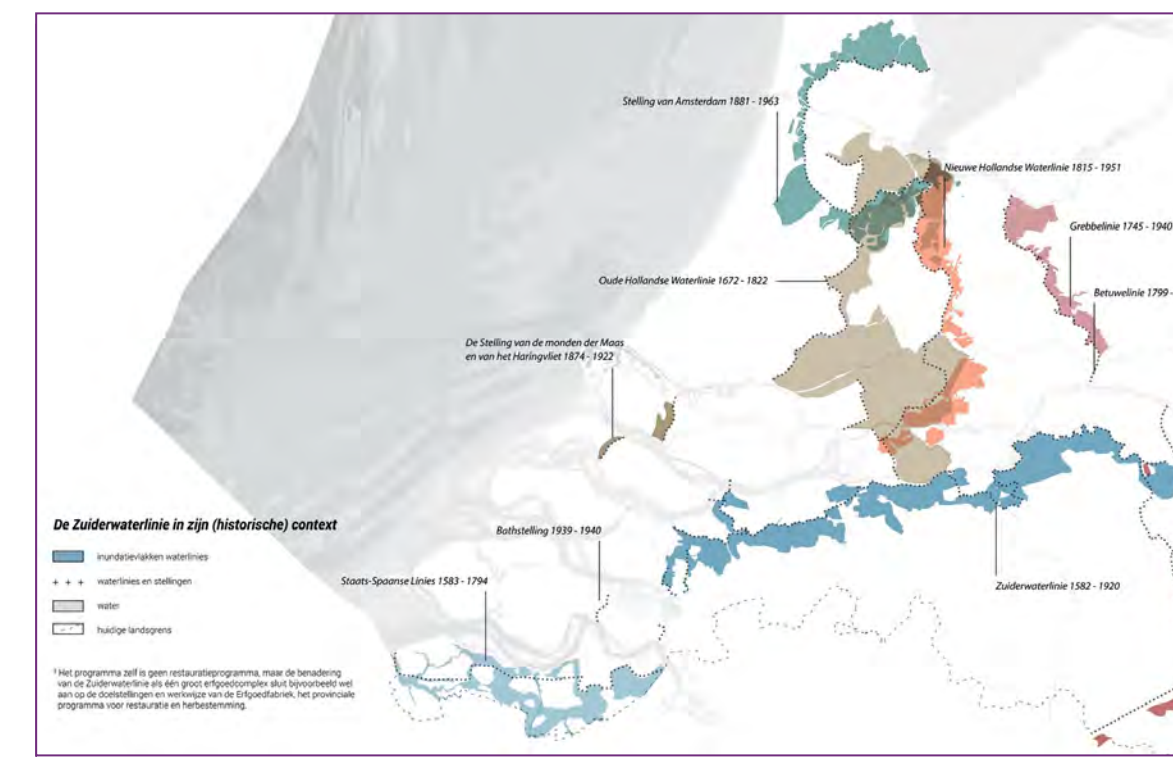 Stelling van Amsterdam 1881 - 1963
Nieuwe Hollandse Waterlinie 1815 - 1951
Grebbelinie 1745 - 1940
Oude Hollandse Waterlinie 1672 - 1822
Betuwelinie 1799 -
De Stelling van de monden der Maas
en van het Haringvliet 1874 - 1922
De Zuiderwaterlinie in zijn (historische) context
inundatievlakken waterlinies
waterlinies en stellingen
water
huidige landsgrens
Bathstelling 1939 - 1940
Staats-Spaanse Linies 1583 - 1794
Zuiderwaterlinie 1582 - 1920
¹ Het programma zelf is geen restauratieprogramma, maar de benadering
van de Zuiderwaterlinie als één groot erfgoedcomplex sluit bijvoorbeeld wel
aan op de doelstellingen en werkwijze van de Erfgoedfabriek, het provinciale
programma voor restauratie en herbestemming.